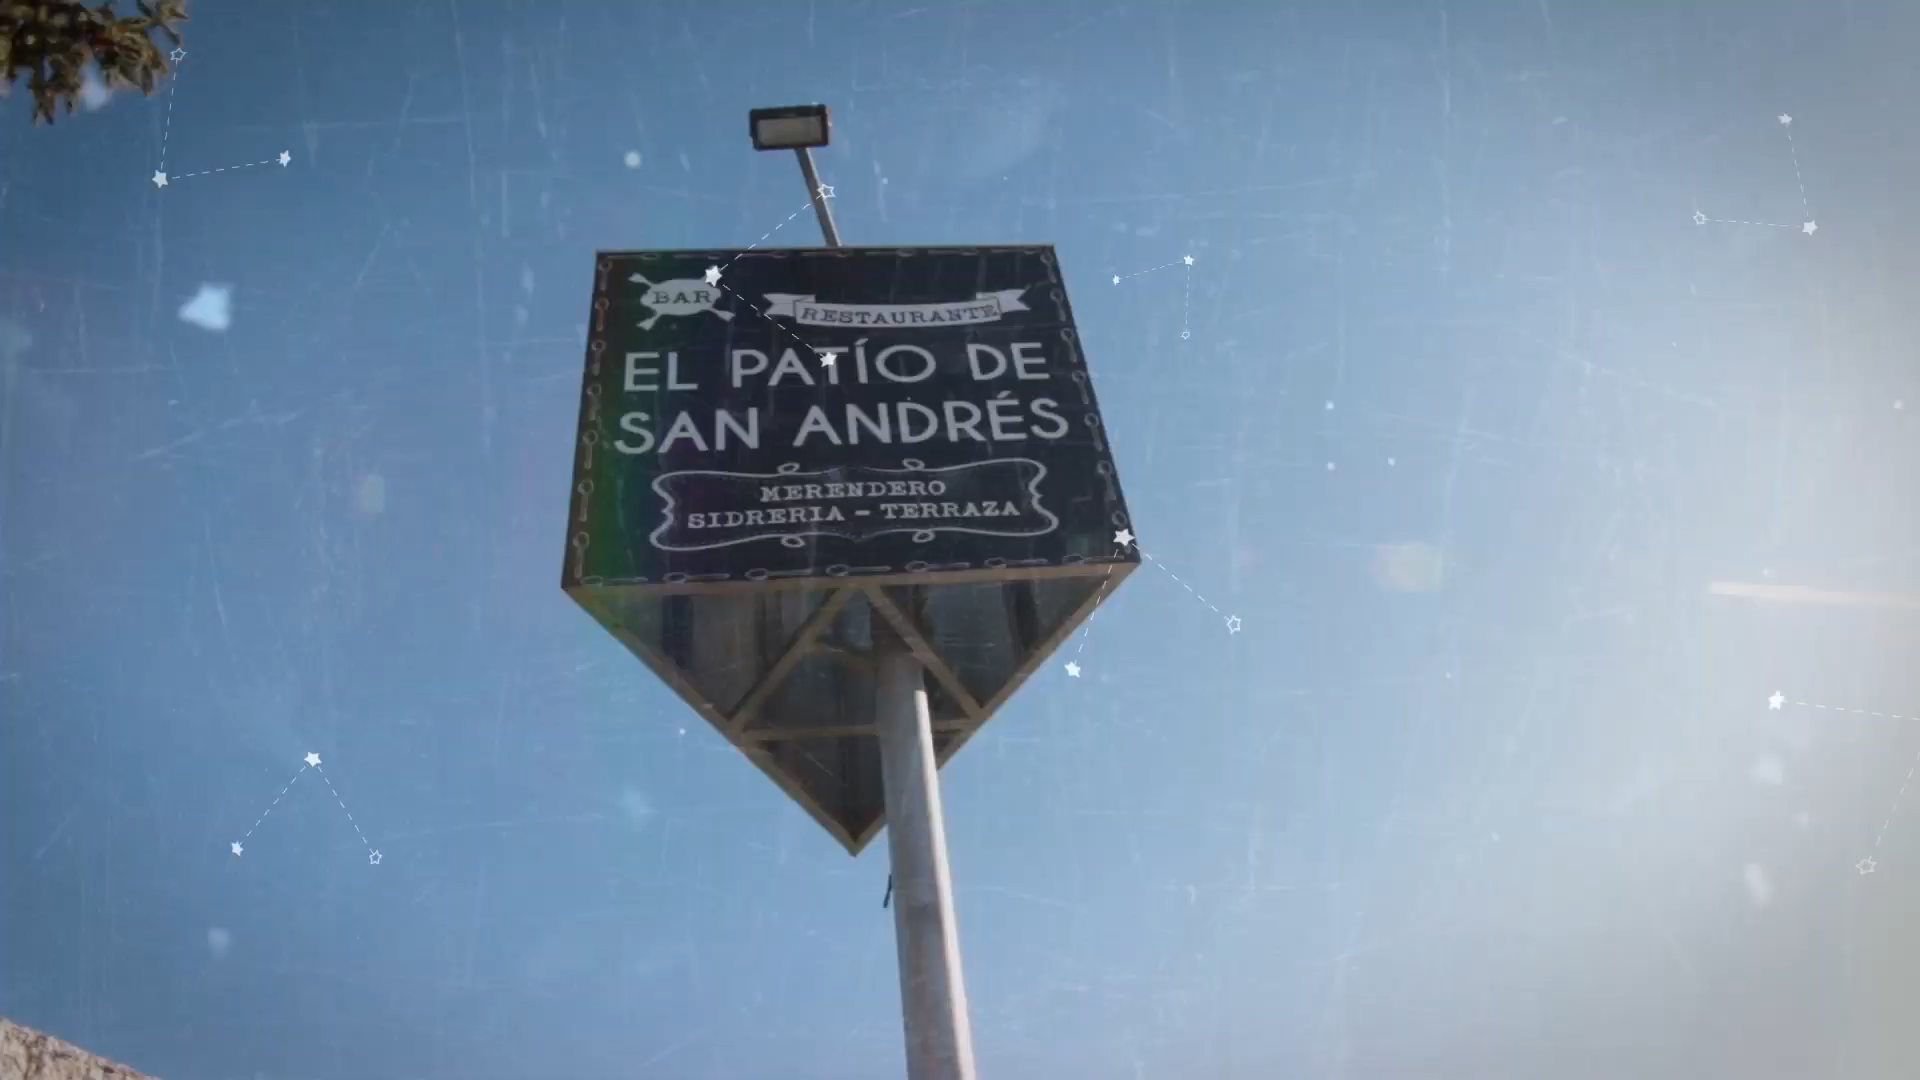 BAR
RESTAURANTE
EL PATÍO DE
SAN ANDRÉS
MERENDERO
SIDRERIA - TERRAZA